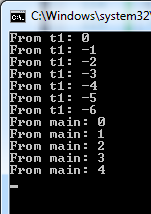 C:\Windows\system32\
From t1: 0
From t1: -1
From t1: -2
From t1: -3
From t1: -4
From t1: -5
From t1: -6
From main: 0
From main: 1
From main: 2
From main: 3
From main: 4